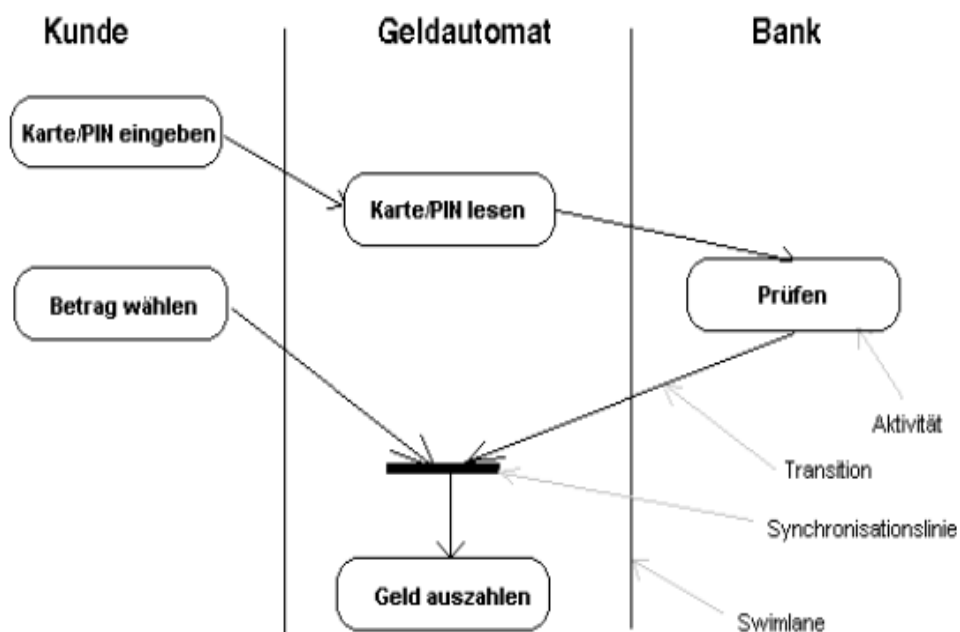 Kunde
Geldautomat
Bank
Karte/PIN eingeben
Karte/PIN lesen
Betrag wählen
Prüfen
Aktivität
Transition
Synchronisationslinie
Geld auszahlen
Swimlane